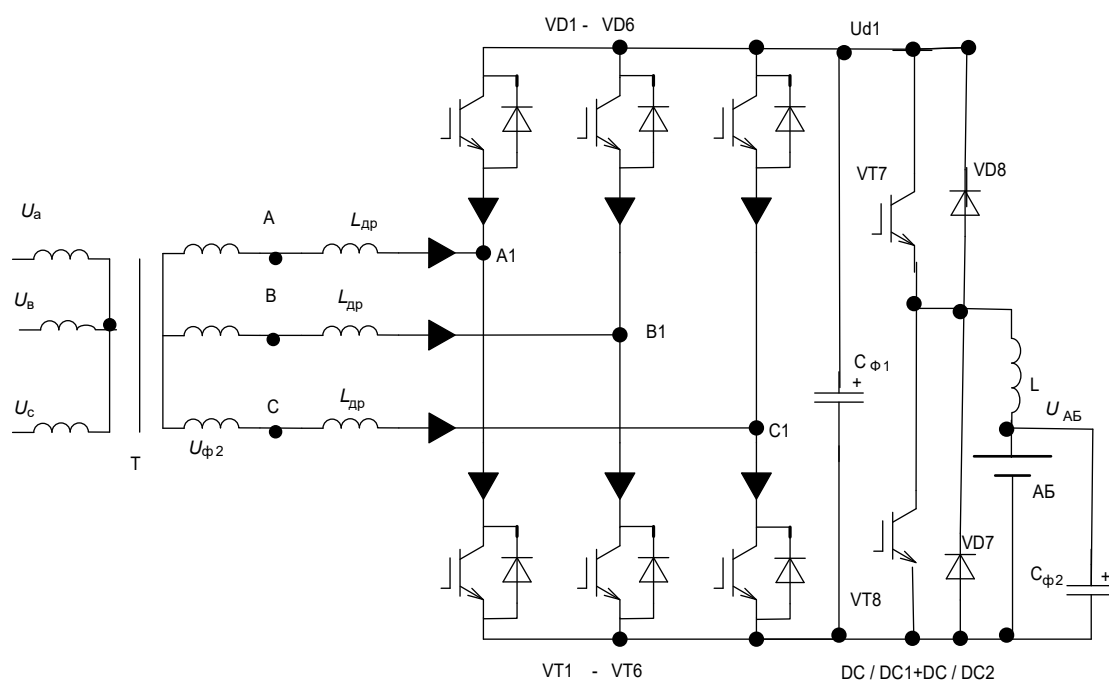 VD1 - VD6
Ud1
VT7
VD8
Uа
A
Lдр
A1
Uв
B
Lдр
B1
CФ1
+
L
UАБ
Uс
C
Lдр
C1
Uф2
T
АБ
VD7
Cф2
+
VT8
VT1 - VT6
DC / DC1+DC / DC2